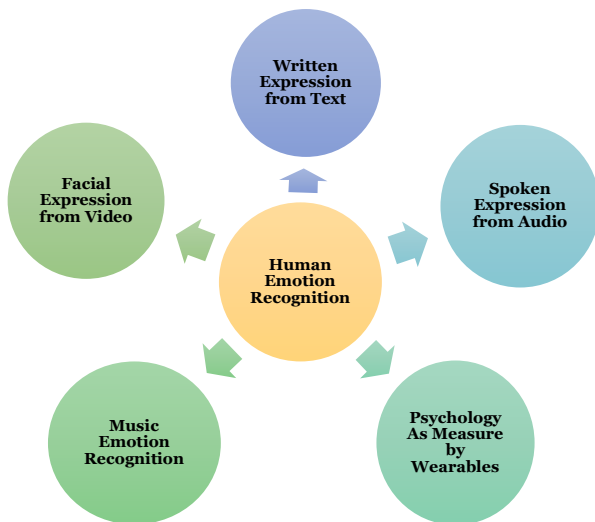 Written
Expression
from Text
Facial
Expression
from Video
Spoken
Expression
from Audio
Human
Emotion
Recognition
Music
Emotion
Recognition
Psychology
As Measure
by
Wearables